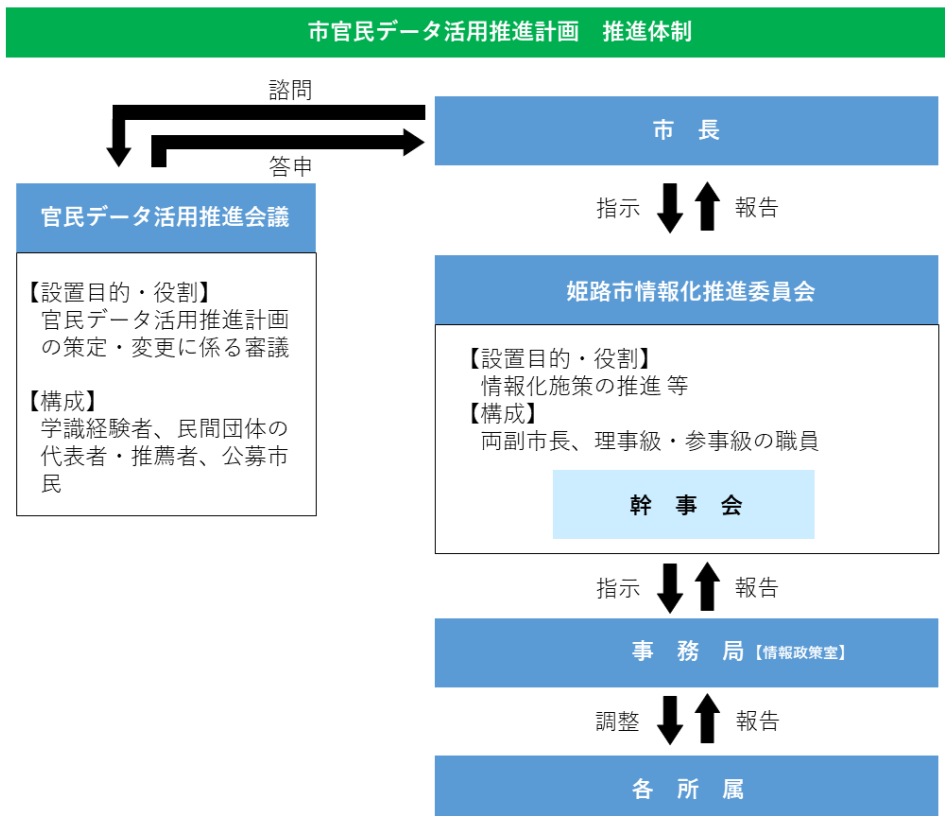 市官民データ活用推進計画　推進体制
諮問
答申
市　長
官民データ活用推進会議
【設置目的・役割】
官民データ活用推進計画
の策定・変更に係る審議
【構成】
学識経験者、民間団体の
代表者・推薦者、公募市
民
指示
報告
姫路市情報化推進委員会
【設置目的・役割】
情報化施策の推進 等
【構成】
両副市長、理事級・参事級の職員
幹　事　会
指示
報告
事　務　局【情報政策室】
調整
報告
各　所　属